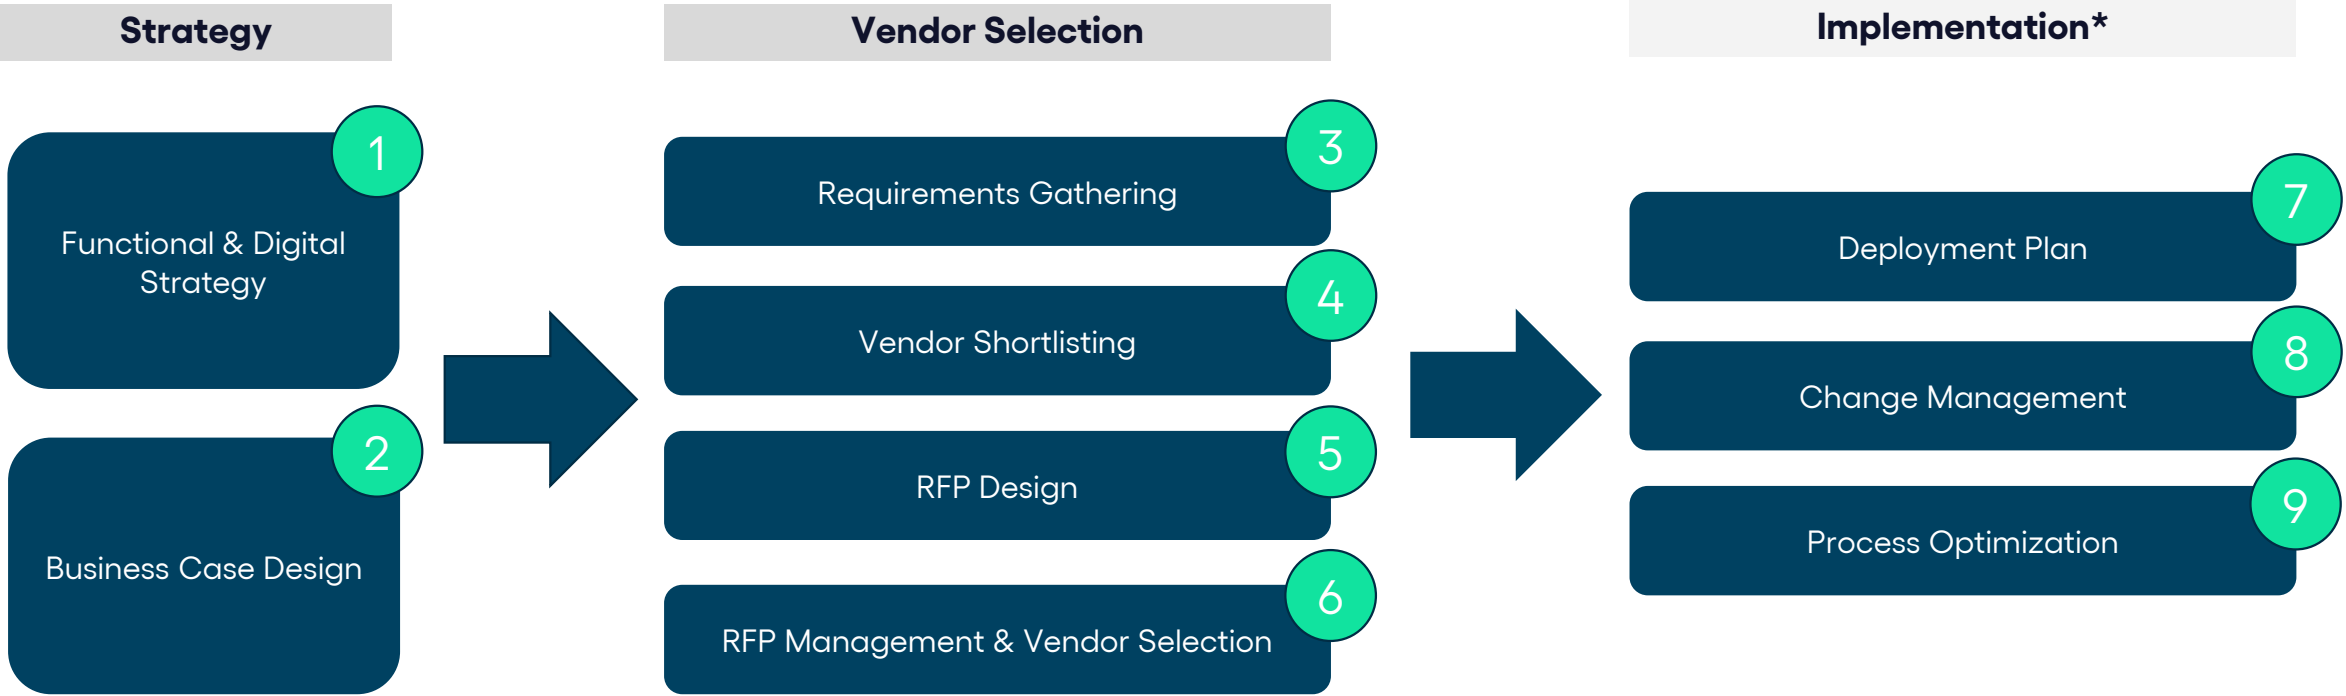 Strategy
1
Functional & Digital
Strategy
2
Business Case Design
Vendor Selection
3
Requirements Gathering
4
Vendor Shortlisting
5
RFP Design
6
RFP Management & Vendor Selection
Implementation*
7
Deployment Plan
8
Change Management
9
Process Optimization